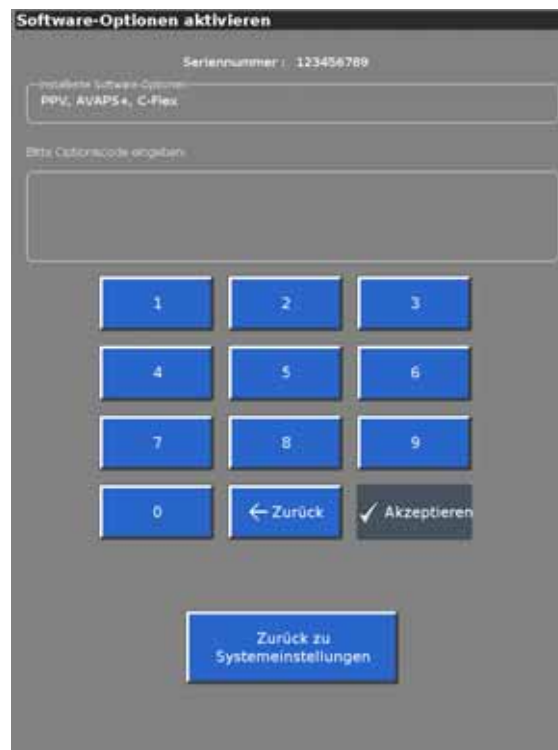 Software-Optionen aktivieren
Seriennummer : 123456789
Installierte Software-Optionen
PPV, AVAPS+, C-Flex
Bitte Optionscode eingeben:
1 2 3
4 5 6
7 8 9
0 ← Zurück ✓ Akzeptieren
Zurück zu
Systemeinstellungen